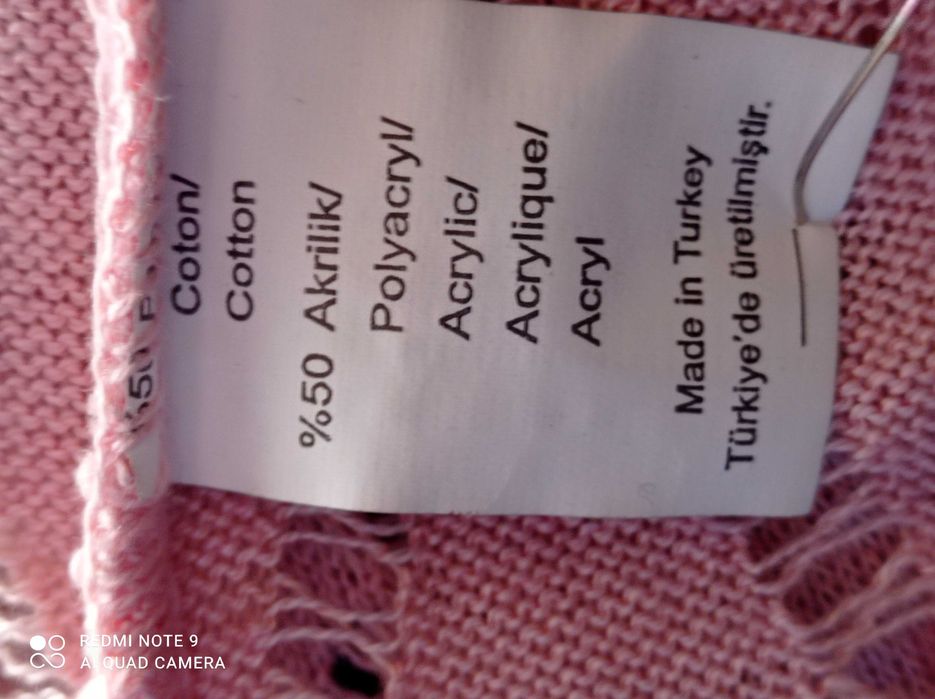 Coton/
Cotton
%50 Akrilik/
Polyacryl/
Acrylic/
Acrylique/
Acryl
Made in Turkey
Türkiye'de üretilmiştir.
REDMI NOTE 9
AI QUAD CAMERA